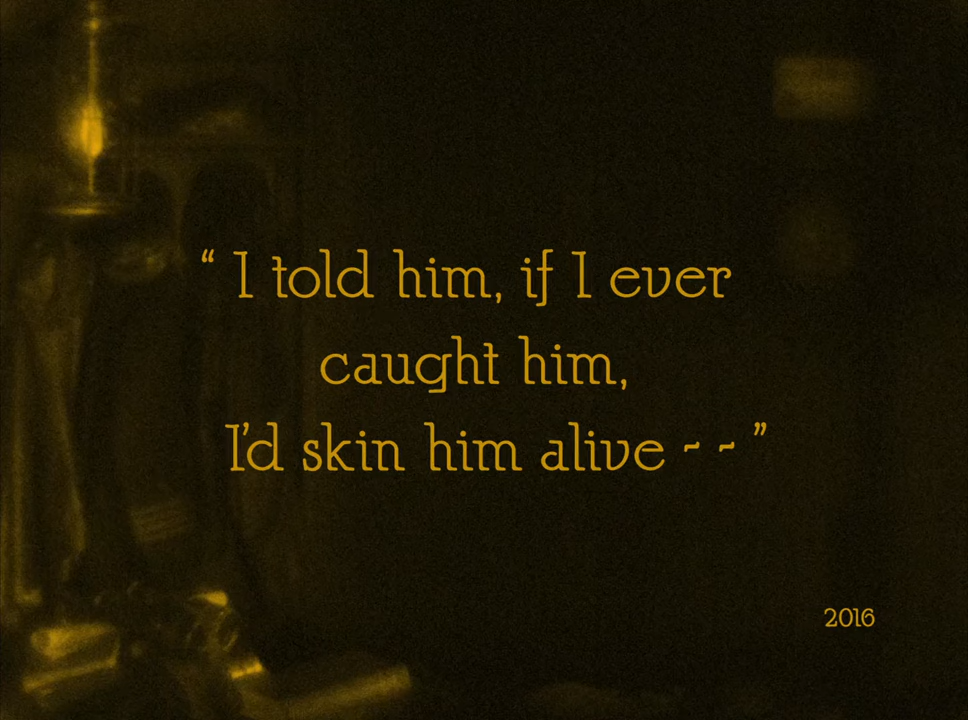 “ I told him, if I ever
caught him,
I’d skin him alive - - ”
2016